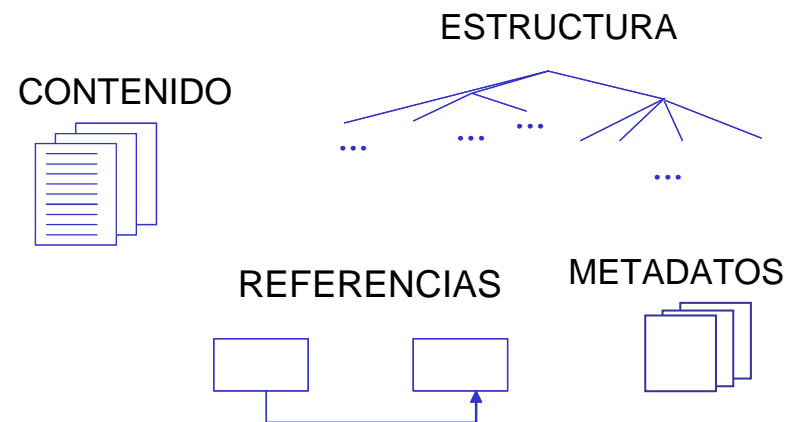 ESTRUCTURA
CONTENIDO
...
...
...
...
REFERENCIAS
METADATOS